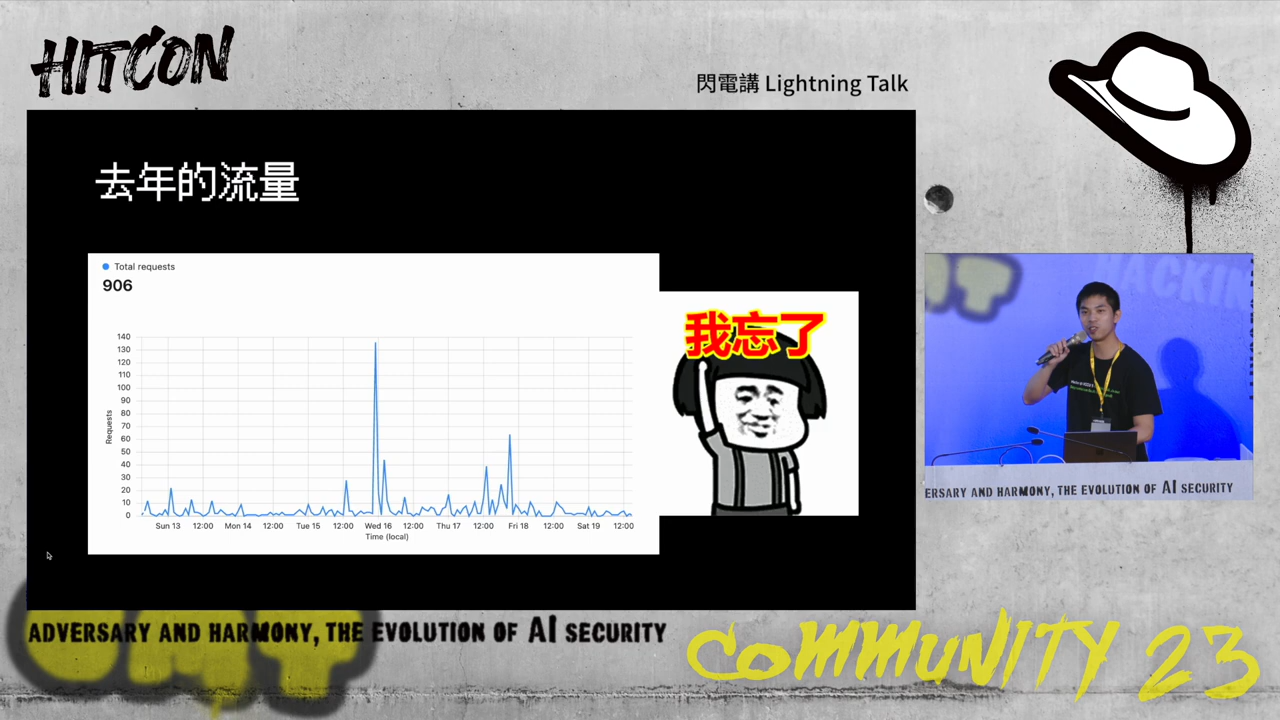 HITCON
閃電講 Lightning Talk
去年的流量
Total requests
906
140
130
120
110
100
90
80
70
60
50
40
30
20
10
0
Requests
Sun 13 12:00 Mon 14 12:00 Tue 15 12:00 Wed 16 12:00 Thu 17 12:00 Fri 18 12:00 Sat 19 12:00
Time (local)
我忘了
HACKIN
ERSARY AND HARMONY, THE EVOLUTION OF AI SECURITY
ADVERSARY AND HARMONY, THE EVOLUTION OF AI SECURITY
COMMUNITY 23